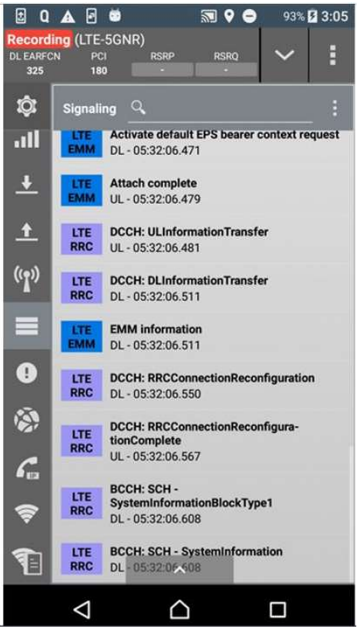 93% 3:05
Recording (LTE-5GNR)
DL EARFCN PCI RSRP RSRQ
325 180 - -
Signaling
LTE EMM Activate default EPS bearer context request
DL - 05:32:06.471
LTE EMM Attach complete
UL - 05:32:06.479
LTE RRC DCCH: ULInformationTransfer
UL - 05:32:06.481
LTE RRC DCCH: DLInformationTransfer
DL - 05:32:06.511
LTE EMM EMM information
DL - 05:32:06.511
LTE RRC DCCH: RRCConnectionReconfiguration
DL - 05:32:06.550
LTE RRC DCCH: RRCConnectionReconfigura-
tionComplete
UL - 05:32:06.567
LTE RRC BCCH: SCH -
SystemInformationBlockType1
DL - 05:32:06.608
LTE RRC BCCH: SCH - SystemInformation
DL - 05:32:06.608